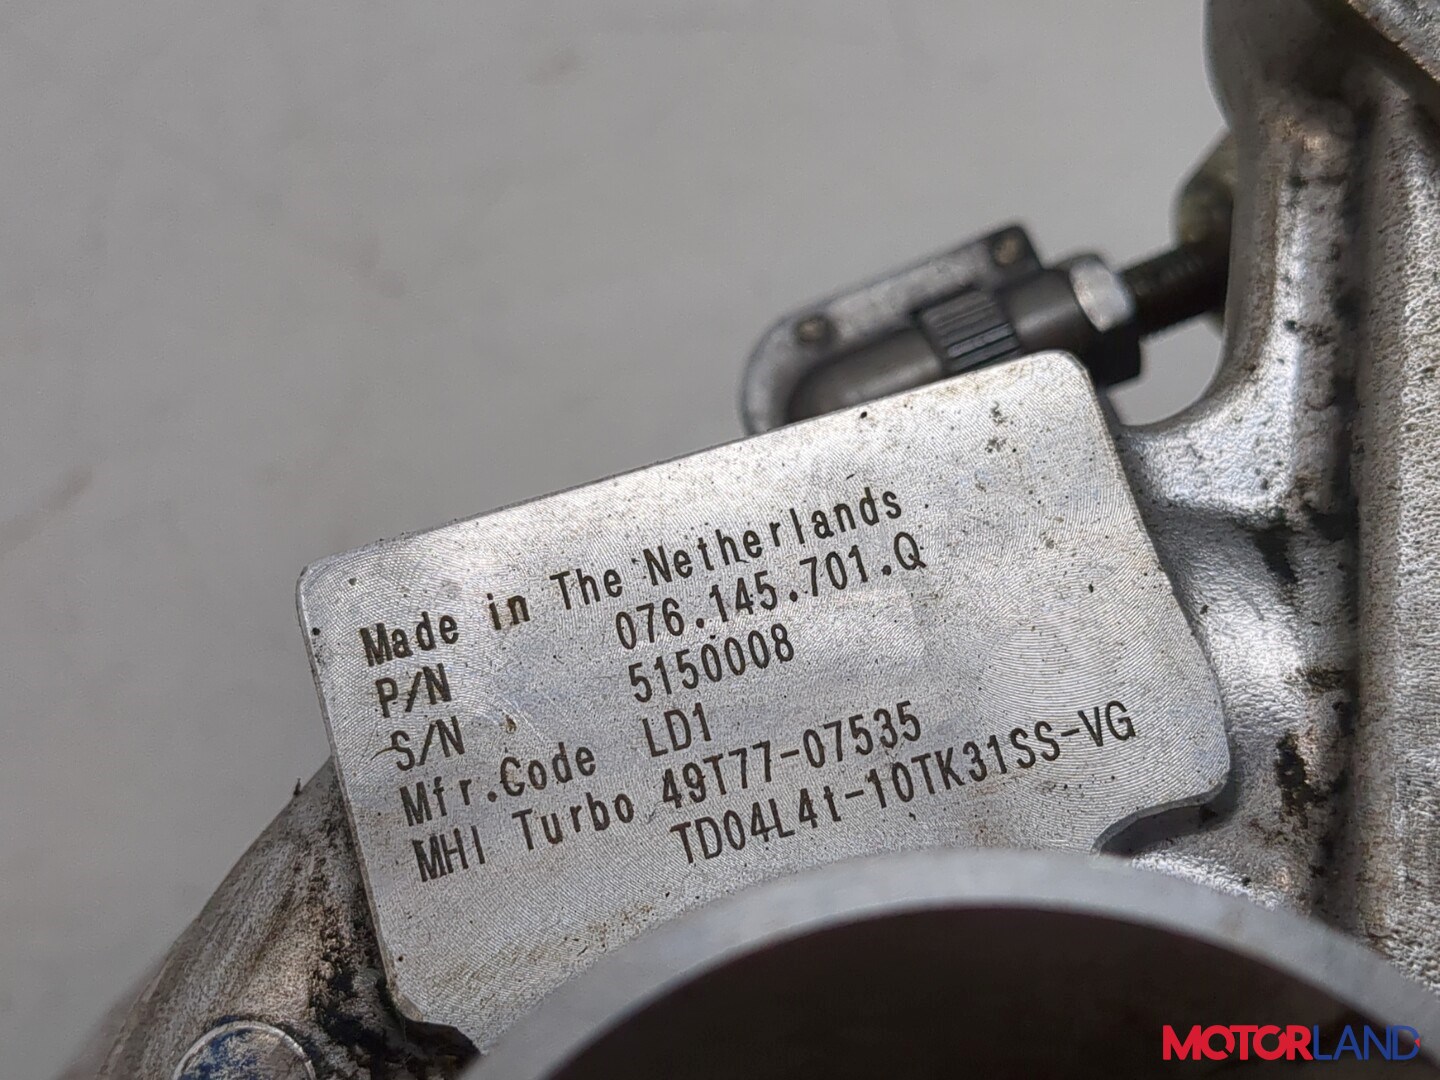 Made in The Netherlands
P/N 076.145.701.Q
S/N 5150008
Mfr.Code LD1
MHI Turbo 49T77-07535
TD04L4t-10TK31SS-VG
MOTORLAND